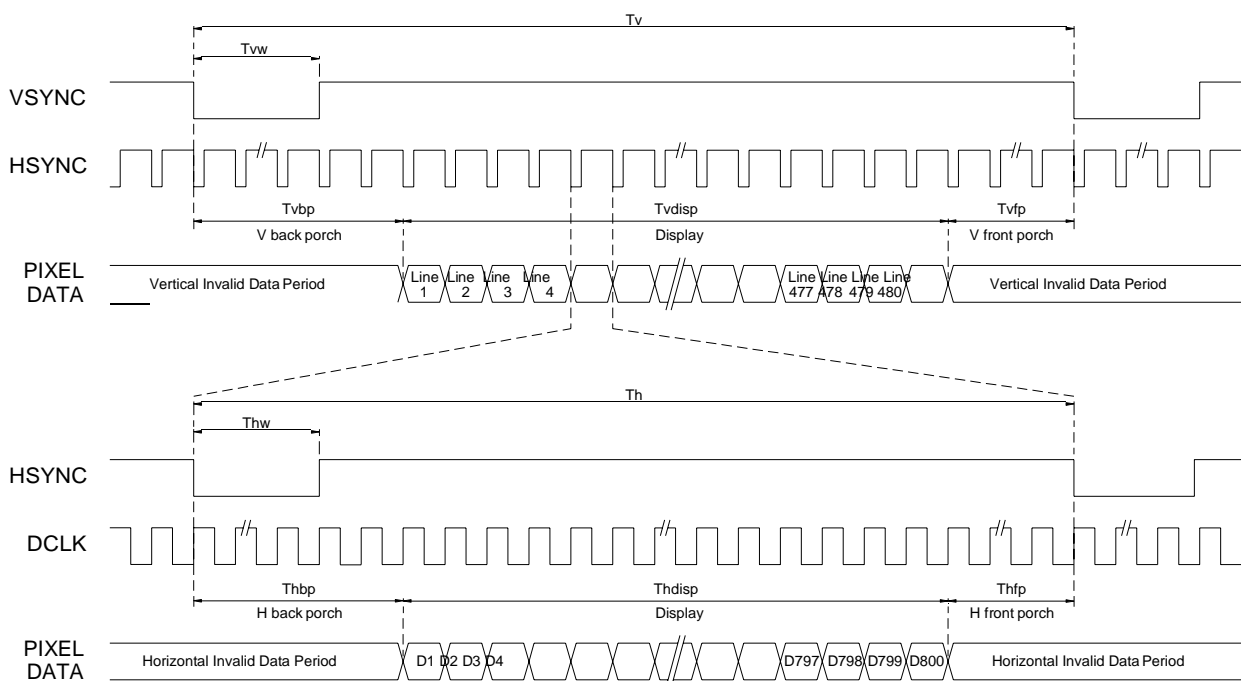 Tv
Tvw
VSYNC
HSYNC
Tvbp Tvdisp Tvfp
V back porch Display V front porch
PIXEL DATA
Vertical Invalid Data Period
Line 1
Line 2
Line 3
Line 4
Line 477
Line 478
Line 479
Line 480
Vertical Invalid Data Period
Th
Thw
HSYNC
DCLK
Thbp Thdisp Thfp
H back porch Display H front porch
PIXEL DATA
Horizontal Invalid Data Period D1 D2 D3 D4 D797 D798 D799 D800 Horizontal Invalid Data Period